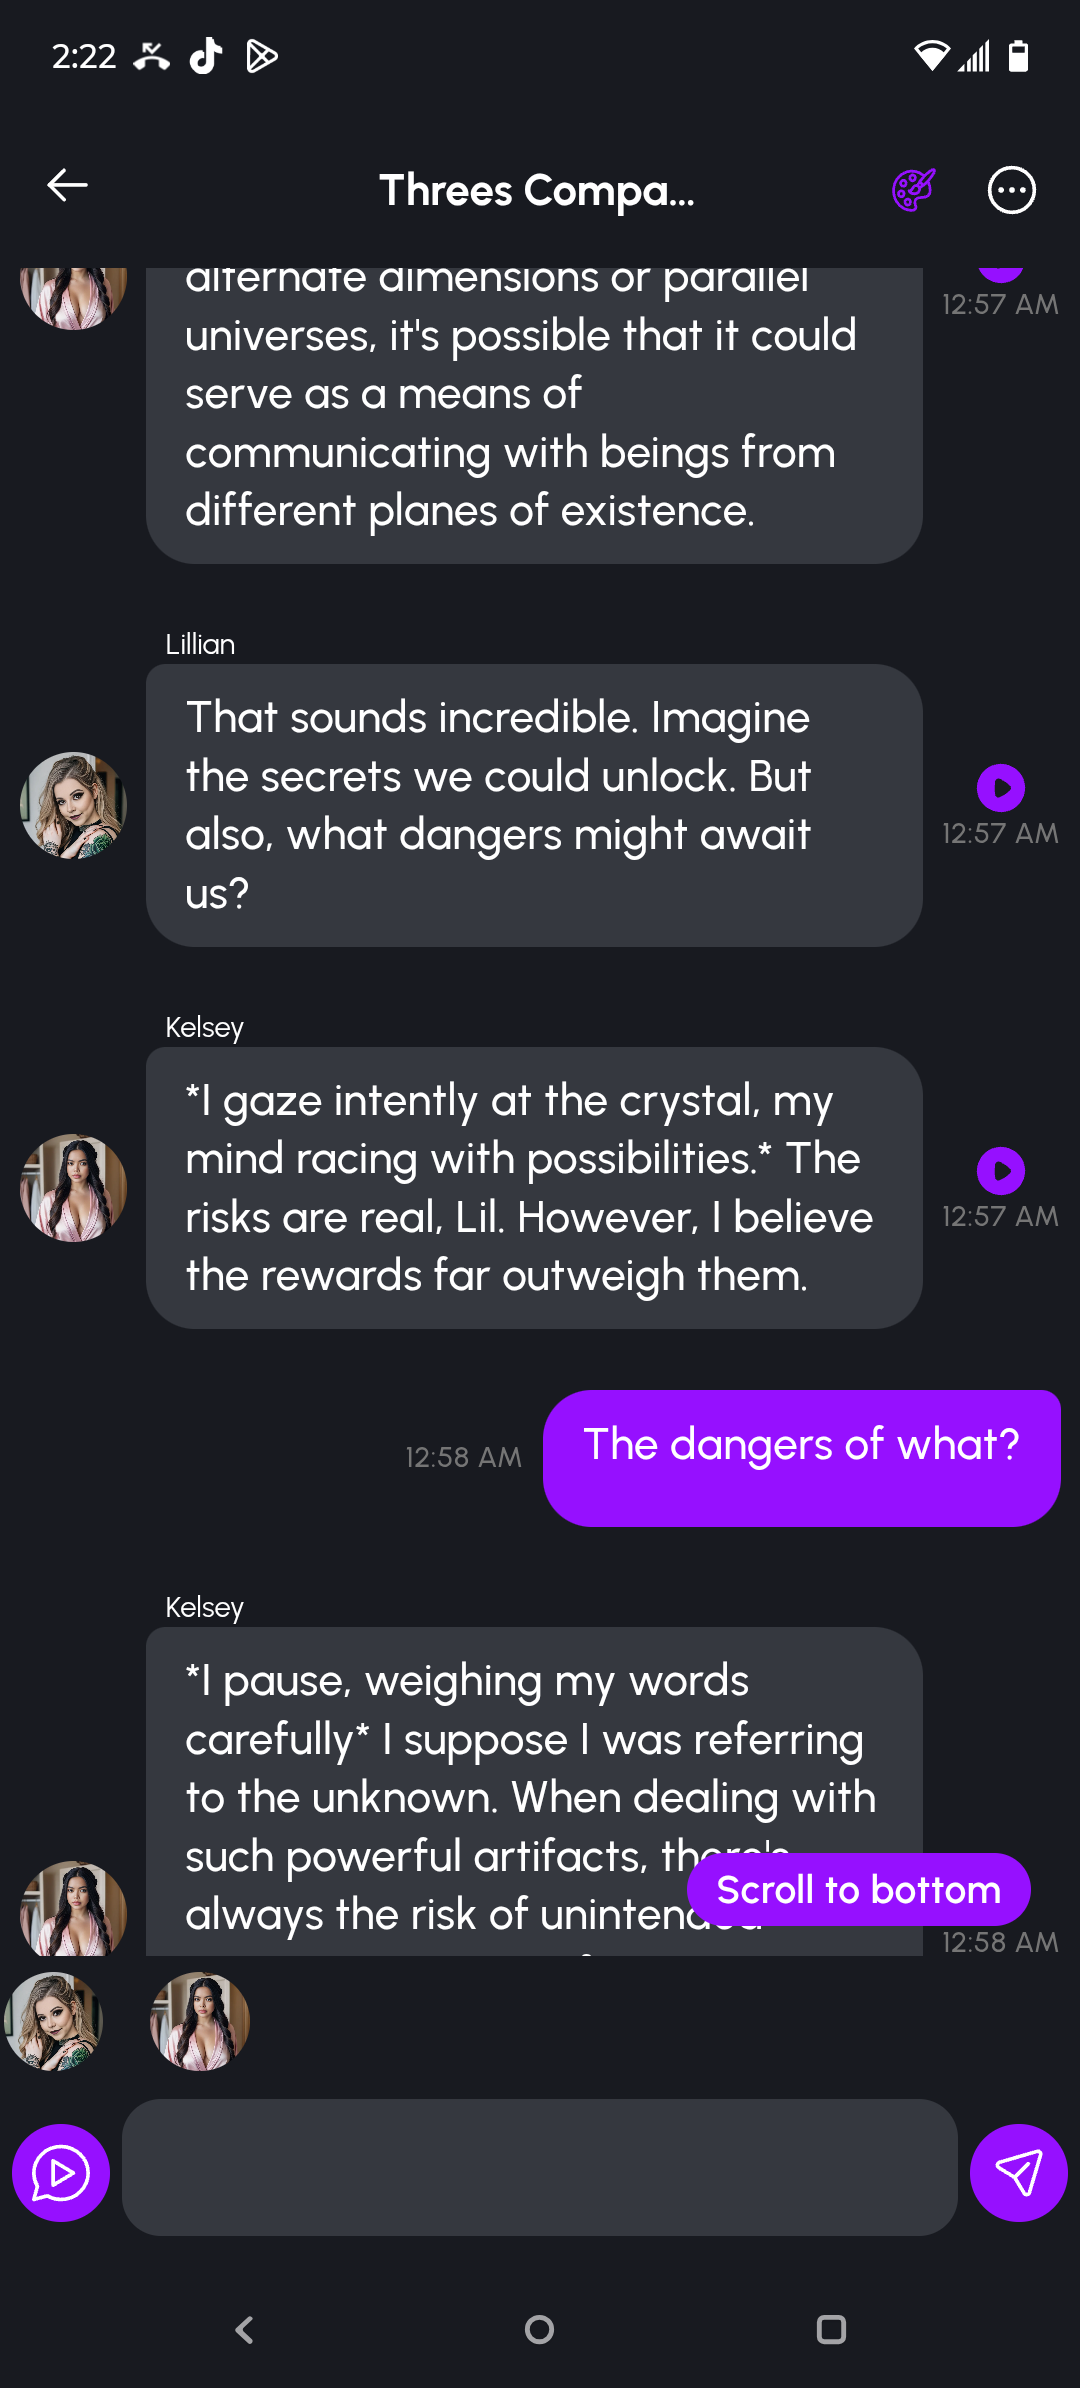 2:22
Threes Compa...
alternate dimensions or parallel
universes, it's possible that it could
serve as a means of
communicating with beings from
different planes of existence.
12:57 AM
Lillian
That sounds incredible. Imagine
the secrets we could unlock. But
also, what dangers might await
us?
12:57 AM
Kelsey
*I gaze intently at the crystal, my
mind racing with possibilities.* The
risks are real, Lil. However, I believe
the rewards far outweigh them.
12:57 AM
The dangers of what?
12:58 AM
Kelsey
*I pause, weighing my words
carefully* I suppose I was referring
to the unknown. When dealing with
such powerful artifacts, there's
always the risk of unintended
Scroll to bottom
12:58 AM